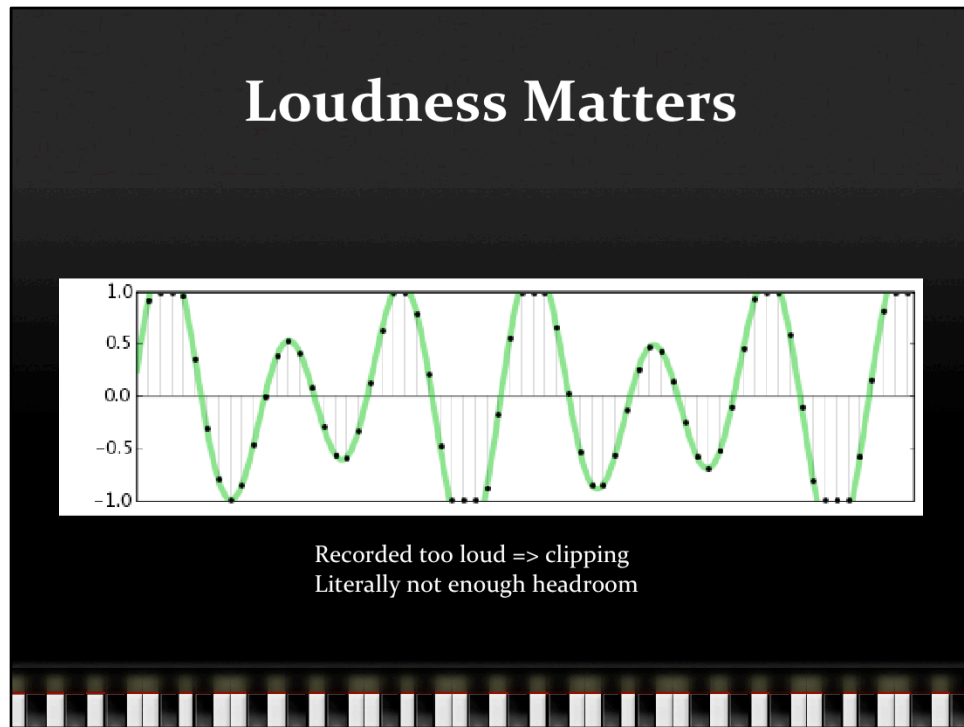 Loudness Matters
1.0
0.5
0.0
−0.5
−1.0
Recorded too loud => clipping
Literally not enough headroom